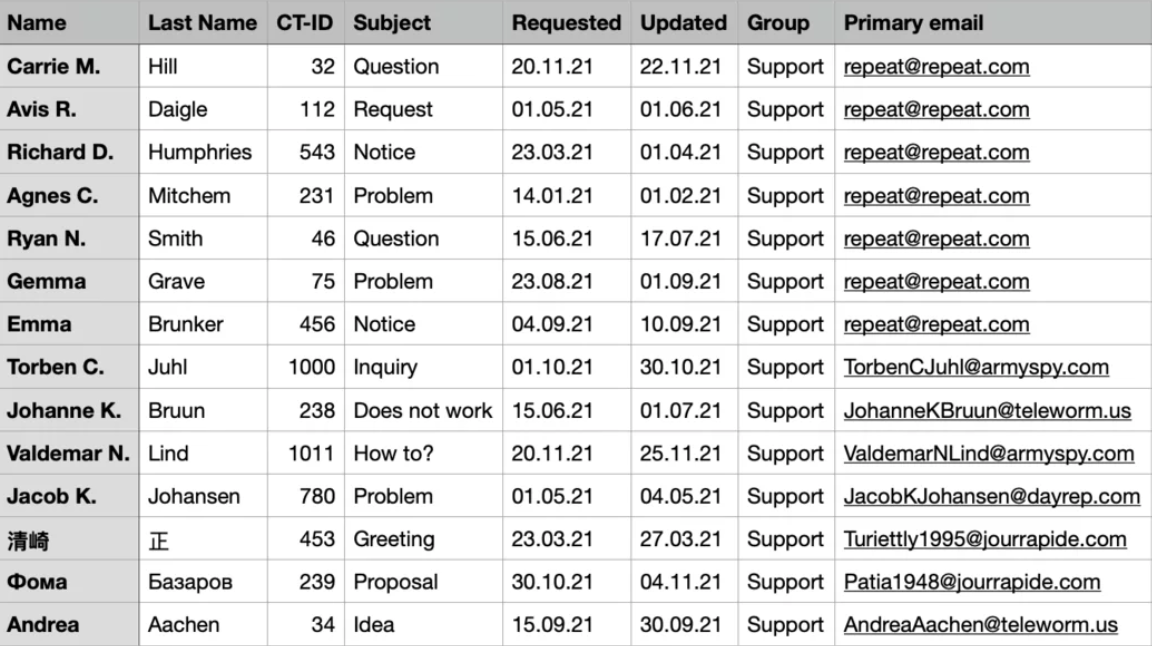 Name Last Name CT-ID Subject Requested Updated Group Primary email
Carrie M. Hill 32 Question 20.11.21 22.11.21 Support repeat@repeat.com
Avis R. Daigle 112 Request 01.05.21 01.06.21 Support repeat@repeat.com
Richard D. Humphries 543 Notice 23.03.21 01.04.21 Support repeat@repeat.com
Agnes C. Mitchem 231 Problem 14.01.21 01.02.21 Support repeat@repeat.com
Ryan N. Smith 46 Question 15.06.21 17.07.21 Support repeat@repeat.com
Gemma Grave 75 Problem 23.08.21 01.09.21 Support repeat@repeat.com
Emma Brunker 456 Notice 04.09.21 10.09.21 Support repeat@repeat.com
Torben C. Juhl 1000 Inquiry 01.10.21 30.10.21 Support TorbenCJuhl@armyspy.com
Johanne K. Bruun 238 Does not work 15.06.21 01.07.21 Support JohanneKBruun@teleworm.us
Valdemar N. Lind 1011 How to? 20.11.21 25.11.21 Support ValdemarNLind@armyspy.com
Jacob K. Johansen 780 Problem 01.05.21 04.05.21 Support JacobKJohansen@dayrep.com
清崎 正 453 Greeting 23.03.21 27.03.21 Support Turiettly1995@jourrapide.com
Фома Базаров 239 Proposal 30.10.21 04.11.21 Support Patia1948@jourrapide.com
Andrea Aachen 34 Idea 15.09.21 30.09.21 Support AndreaAachen@teleworm.us